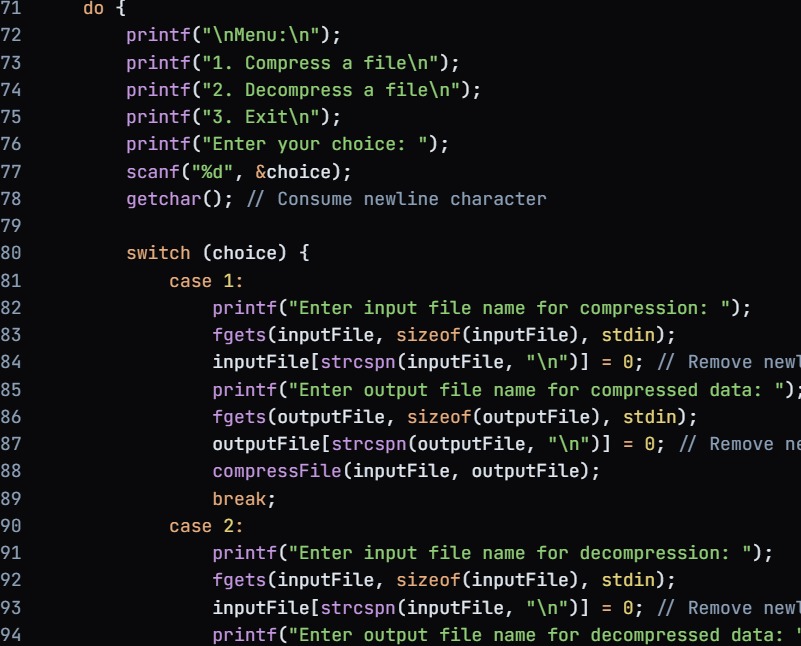 71 do {
72 printf("\nMenu:\n");
73 printf("1. Compress a file\n");
74 printf("2. Decompress a file\n");
75 printf("3. Exit\n");
76 printf("Enter your choice: ");
77 scanf("%d", &choice);
78 getchar(); // Consume newline character
79
80 switch (choice) {
81 case 1:
82 printf("Enter input file name for compression: ");
83 fgets(inputFile, sizeof(inputFile), stdin);
84 inputFile[strcspn(inputFile, "\n")] = 0; // Remove newl
85 printf("Enter output file name for compressed data: ");
86 fgets(outputFile, sizeof(outputFile), stdin);
87 outputFile[strcspn(outputFile, "\n")] = 0; // Remove ne
88 compressFile(inputFile, outputFile);
89 break;
90 case 2:
91 printf("Enter input file name for decompression: ");
92 fgets(inputFile, sizeof(inputFile), stdin);
93 inputFile[strcspn(inputFile, "\n")] = 0; // Remove newl
94 printf("Enter output file name for decompressed data: "